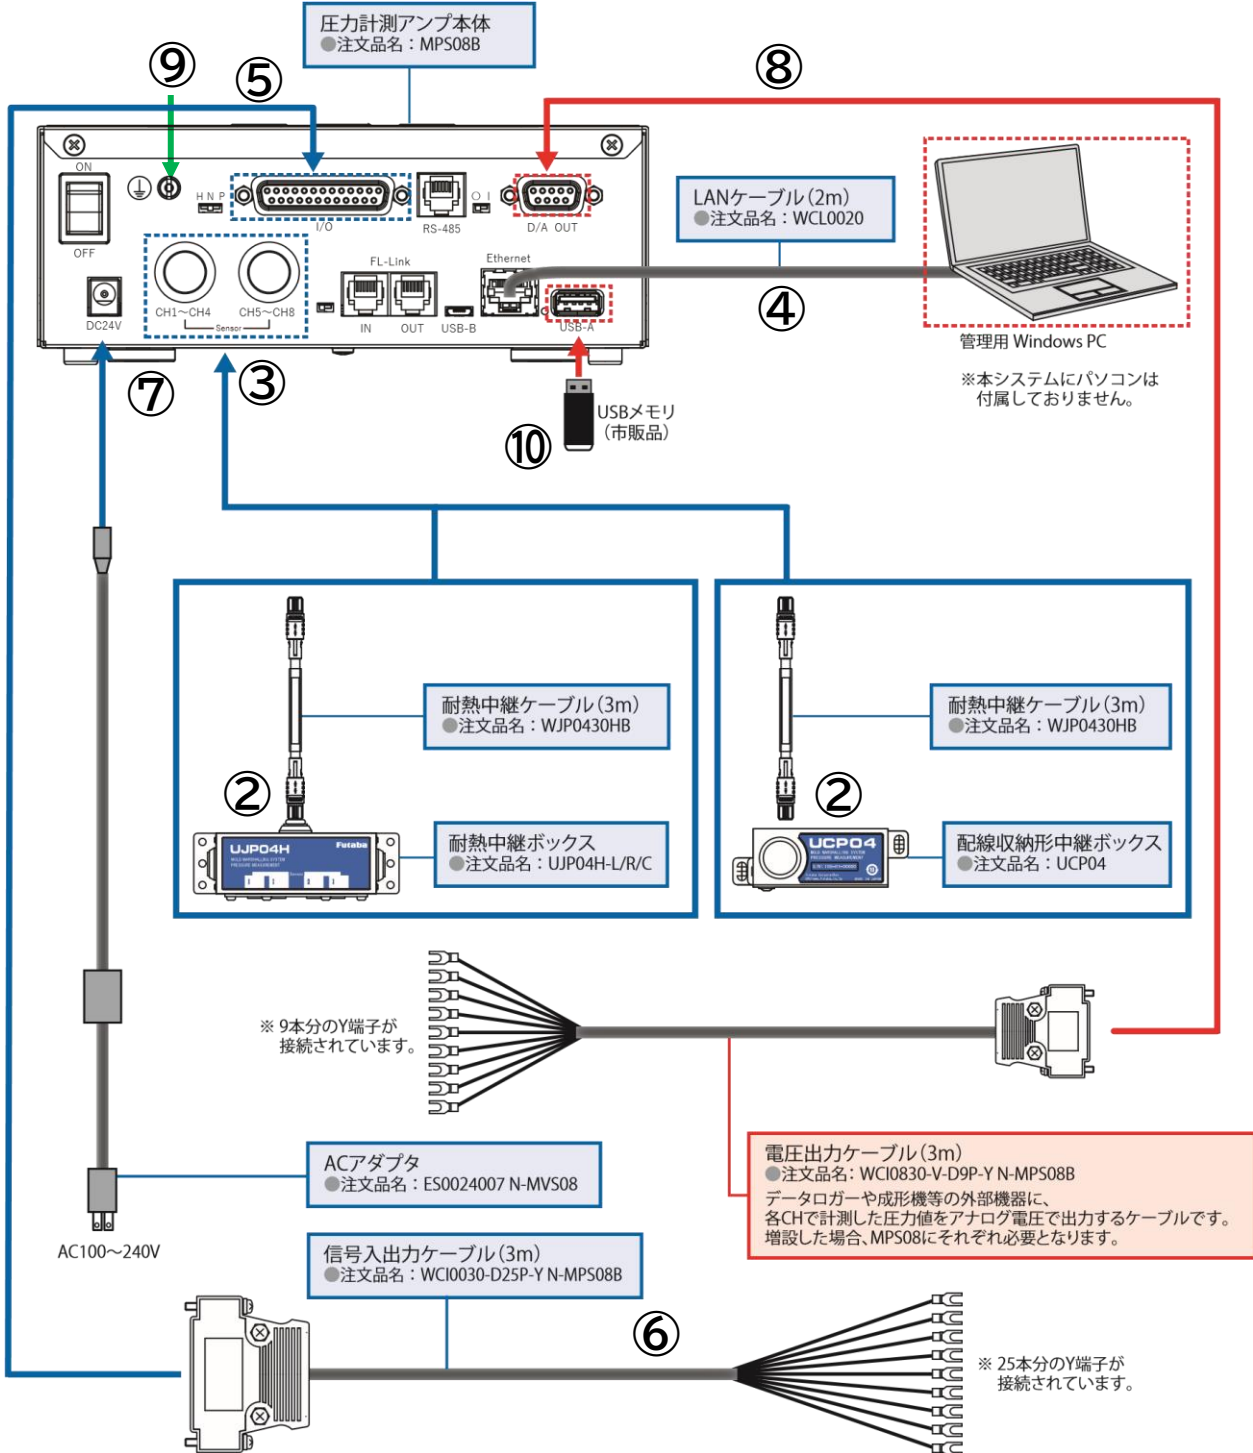 圧力計測アンプ本体
●注文品名：MPS08B
⑨
⑤
⑧
ON
OFF
H N P
I/O
RS-485
O I
D/A OUT
LANケーブル（2m）
●注文品名：WCL0020
④
DC24V
CH1～CH4
CH5～CH8
Sensor
FL-Link
IN
OUT
USB-B
Ethernet
USB-A
管理用 Windows PC
※本システムにパソコンは
付属しておりません。
⑦
③
⑩
USBメモリ
（市販品）
耐熱中継ケーブル（3m）
●注文品名：WJP0430HB
②
UJP04H
Futaba
MOLD MARSHALLING SYSTEM
PRESSURE MEASUREMENT
耐熱中継ボックス
●注文品名：UJP04H-L/R/C
耐熱中継ケーブル（3m）
●注文品名：WJP0430HB
②
UCP04
MOLD MARSHALLING SYSTEM
PRESSURE MEASUREMENT
配線収納形中継ボックス
●注文品名：UCP04
※ 9本分のY端子が
接続されています。
電圧出力ケーブル（3m）
●注文品名：WCI0830-V-D9P-Y N-MPS08B
データロガーや成形機等の外部機器に、
各CHで計測した圧力値をアナログ電圧で出力するケーブルです。
増設した場合、MPS08にそれぞれ必要となります。
ACアダプタ
●注文品名：ES0024007 N-MVS08
AC100～240V
信号入出力ケーブル（3m）
●注文品名：WCI0030-D25P-Y N-MPS08B
⑥
※ 25本分のY端子が
接続されています。